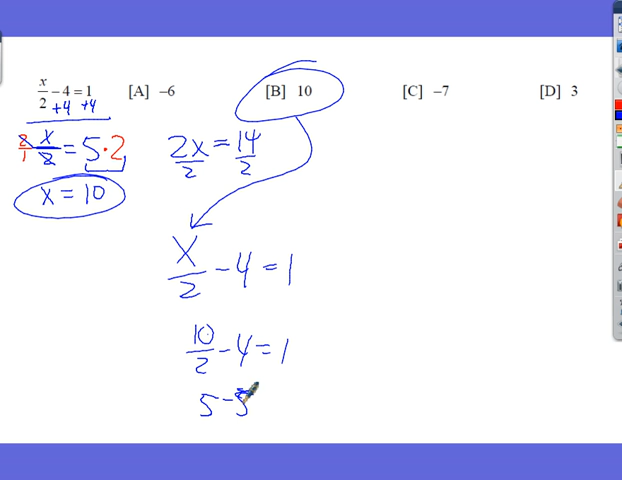 x/2 − 4 = 1 [A] −6 [B] 10 [C] −7 [D] 3
+4 +4
2/1 x/2 = 5 · 2
2x/2 = 14/2
x = 10
x/2 − 4 = 1
10/2 − 4 = 1
5 −